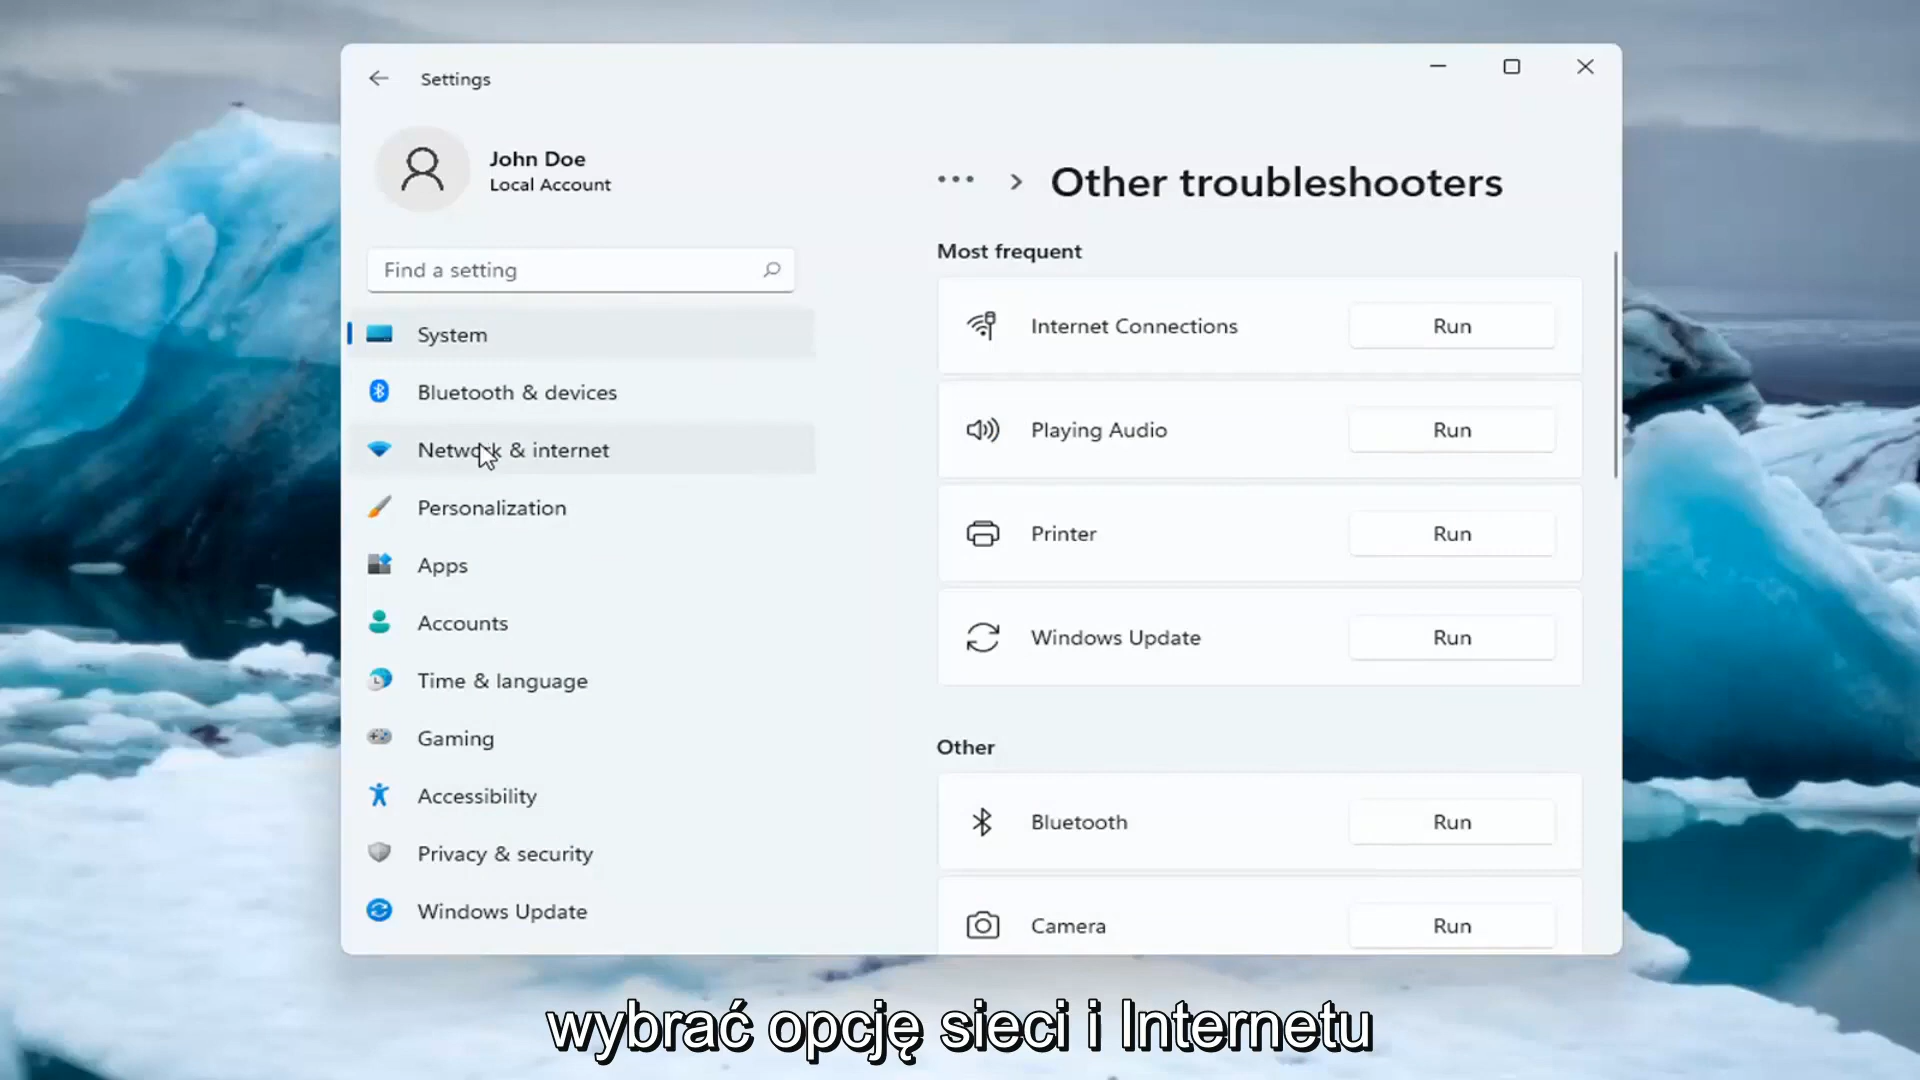 Settings
John Doe
Local Account
Find a setting
System
Bluetooth & devices
Network & internet
Personalization
Apps
Accounts
Time & language
Gaming
Accessibility
Privacy & security
Windows Update
··· > Other troubleshooters
Most frequent
Internet Connections Run
Playing Audio Run
Printer Run
Windows Update Run
Other
Bluetooth Run
Camera Run
wybrać opcję sieci i Internetu